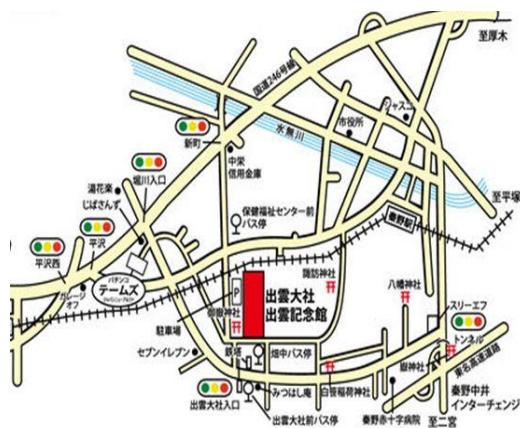 至厚木
国道246号線
ジャスコ
市役所
水無川
新町
中栄
信用金庫
堀川入口
湯花楽
じばさんず
保健福祉センター前
バス停
至平塚
秦野駅
平沢
平沢西
ガレージ
オフ
パチンコ
テームズ
諏訪神社
八幡神社
P
出雲大社
出雲記念館
御嶽神社
駐車場
スリーエフ
トンネル
セブンイレブン
鉄塔
畑中バス停
嶽神社
東名高速道路
白笹稲荷神社
秦野中井
インターチェンジ
出雲大社入口
みつはし庵
出雲大社前バス停
秦野赤十字病院
至二宮